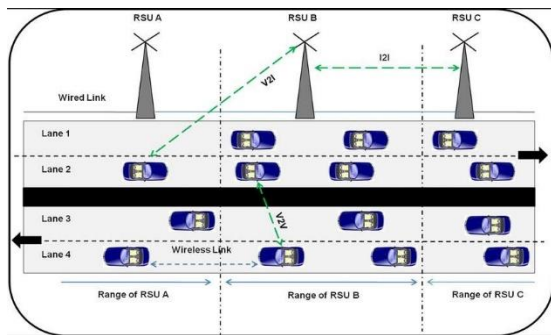 RSU A
RSU B
RSU C
V2I
I2I
Wired Link
Lane 1
Lane 2
Lane 3
V2V
Wireless Link
Lane 4
Range of RSU A
Range of RSU B
Range of RSU C